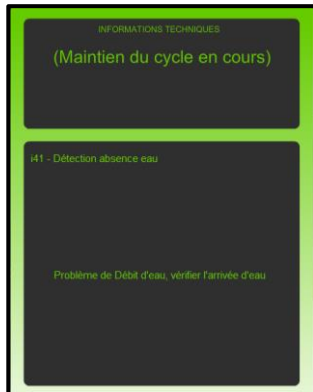 INFORMATIONS TECHNIQUES
(Maintien du cycle en cours)
i41 - Détection absence eau
Problème de Débit d'eau, vérifier l'arrivée d'eau